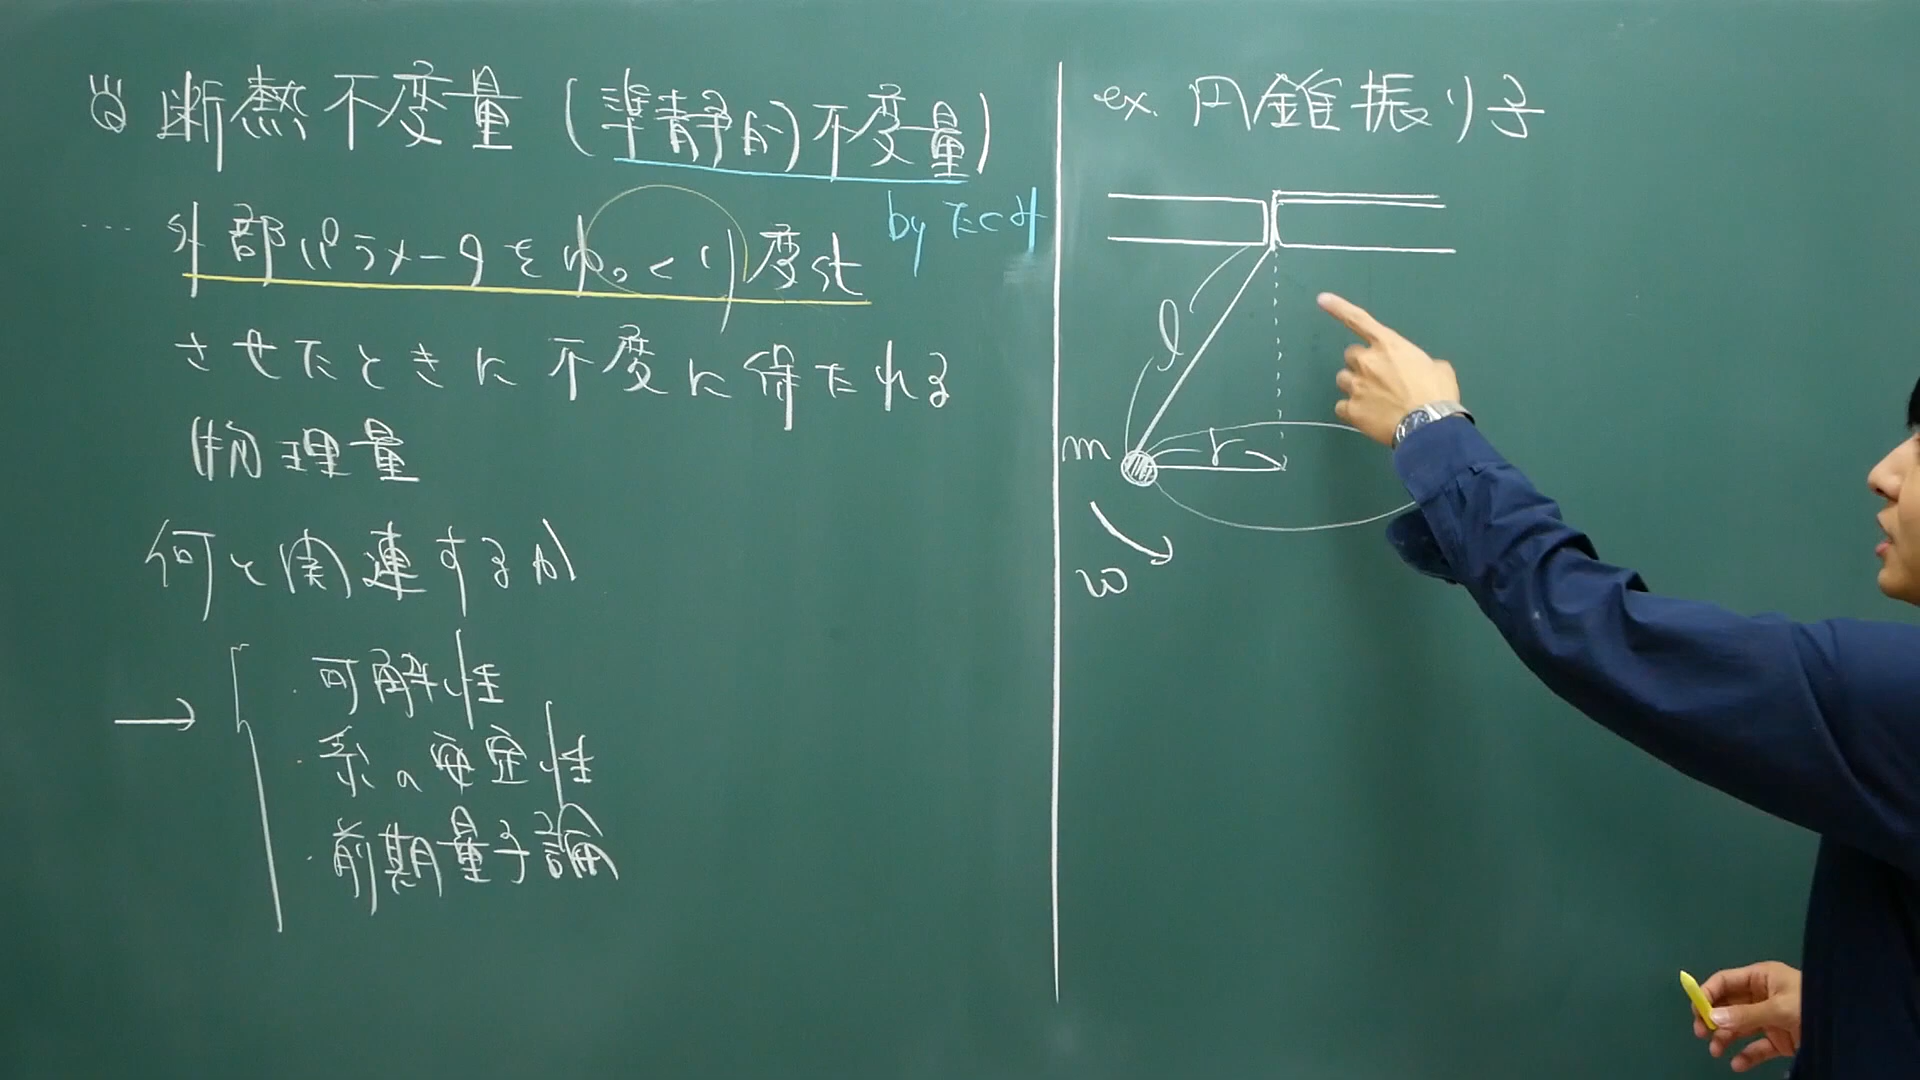 断熱不変量(準静的不変量)
by たくみ
… 外部パラメータをゆっくり変化
させたときに不変に保たれる
物理量
何と関連するか
→
・可解性
・系の安定性
・前期量子論
ex. 円錐振り子
l
m
r
ω